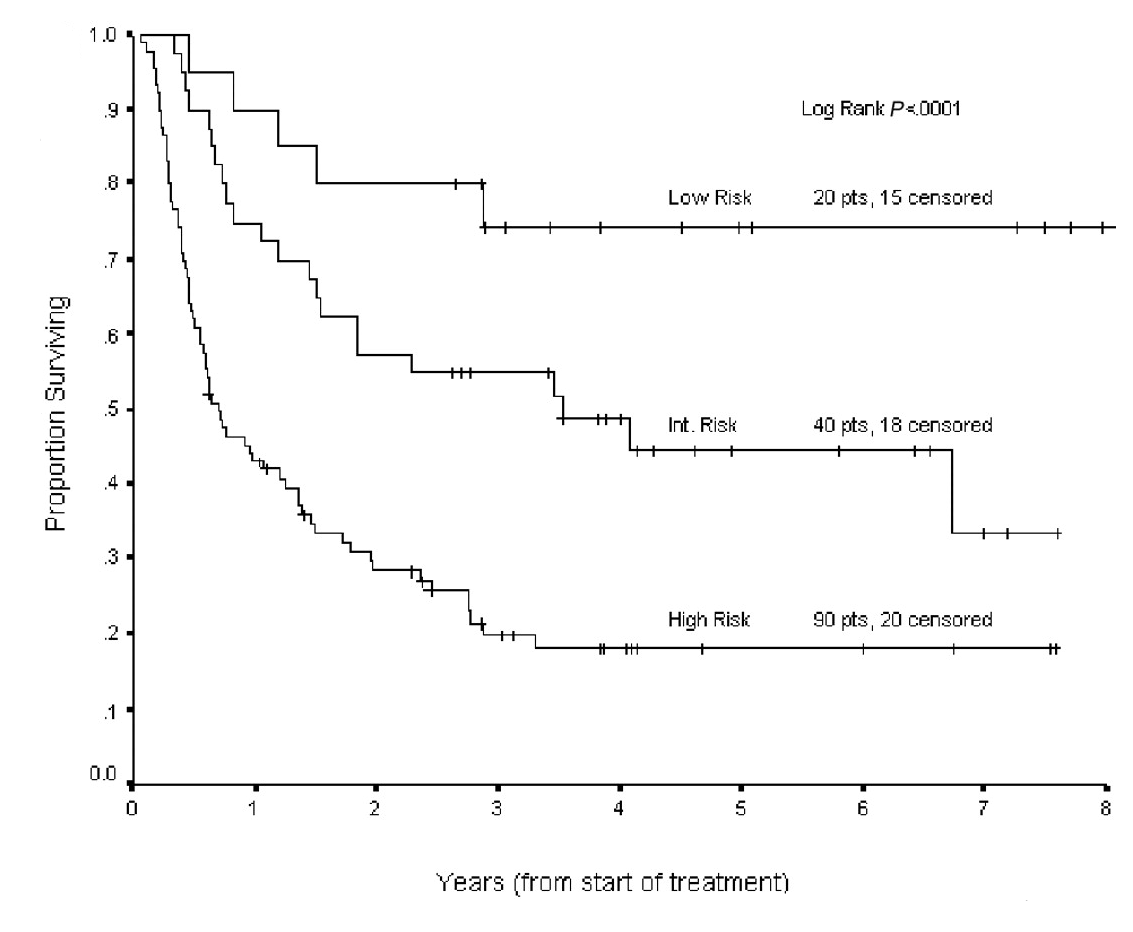 1.0
.9
Log Rank P<.0001
.8
Low Risk 20 pts, 15 censored
.7
.6
.5
Int. Risk 40 pts, 18 censored
.4
.3
High Risk 90 pts, 20 censored
.2
.1
0.0
0 1 2 3 4 5 6 7 8
Proportion Surviving
Years (from start of treatment)